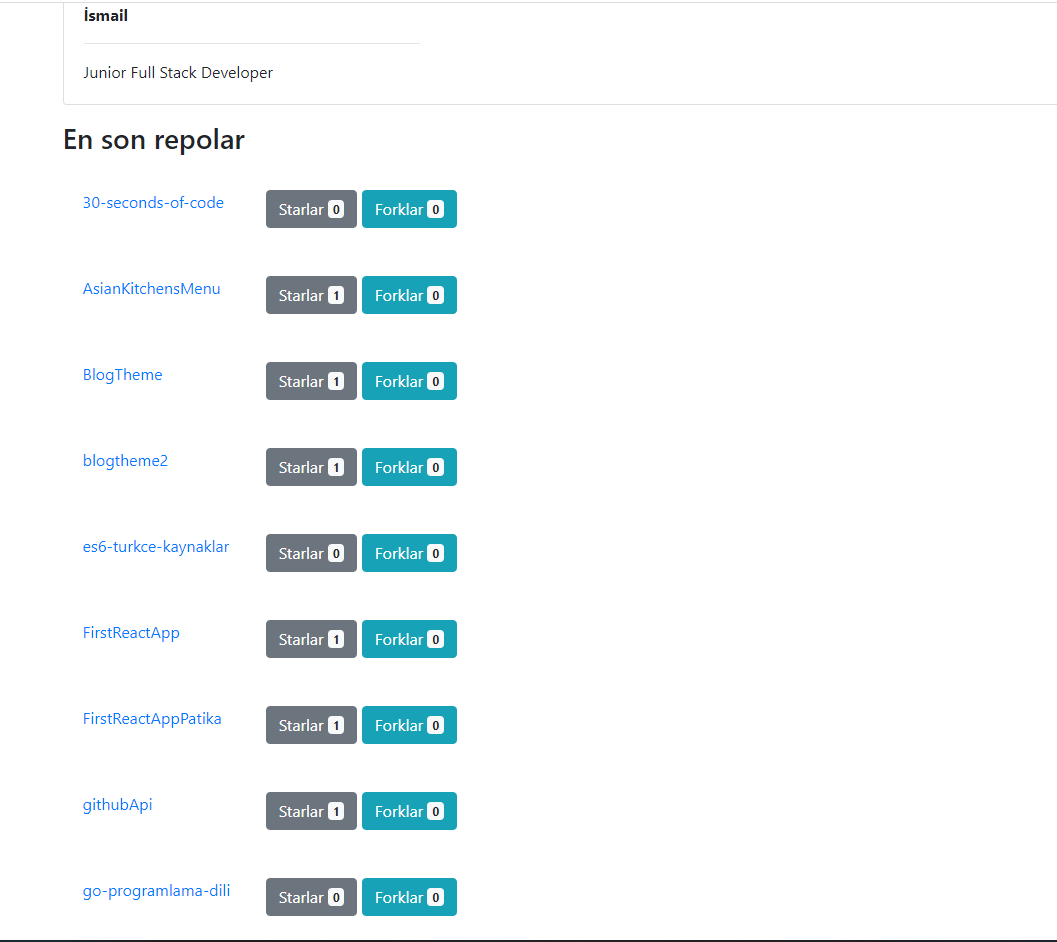 İsmail
Junior Full Stack Developer
En son repolar
30-seconds-of-code Starlar 0 Forklar 0
AsianKitchensMenu Starlar 1 Forklar 0
BlogTheme Starlar 1 Forklar 0
blogtheme2 Starlar 1 Forklar 0
es6-turkce-kaynaklar Starlar 0 Forklar 0
FirstReactApp Starlar 1 Forklar 0
FirstReactAppPatika Starlar 1 Forklar 0
githubApi Starlar 1 Forklar 0
go-programlama-dili Starlar 0 Forklar 0